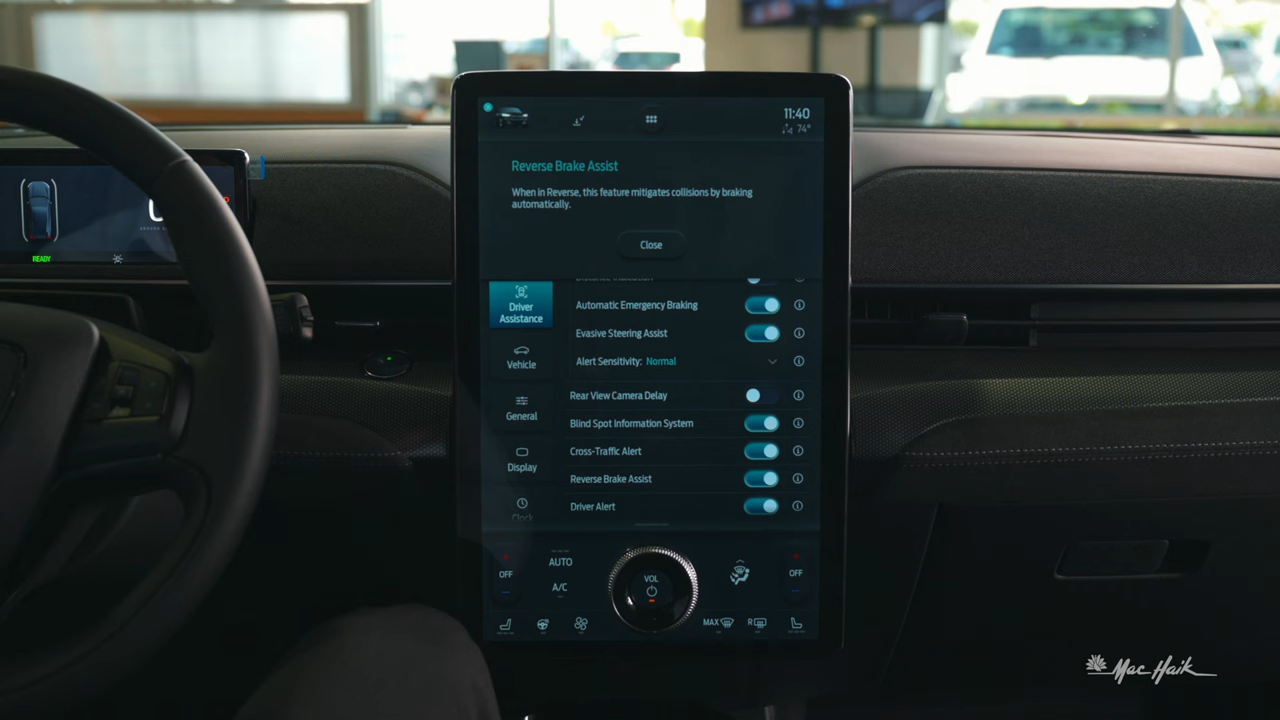 11:40
74°
Reverse Brake Assist
When in Reverse, this feature mitigates collisions by braking
automatically.
Close
Driver
Assistance
Automatic Emergency Braking
Evasive Steering Assist
Alert Sensitivity: Normal
Vehicle
Rear View Camera Delay
General
Blind Spot Information System
Cross-Traffic Alert
Display
Reverse Brake Assist
Driver Alert
Clock
READY
AUTO
OFF
A/C
VOL
OFF
MAX
R
Mac Haik